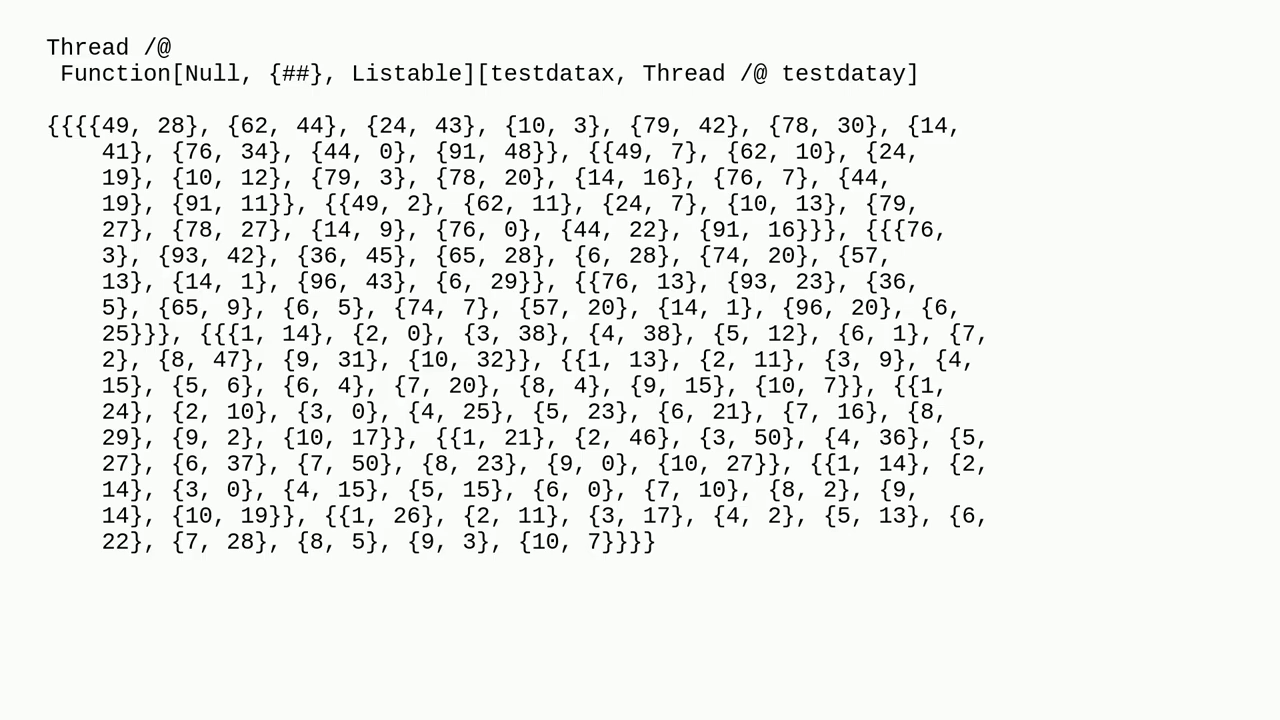 Thread /@
Function[Null, {##}, Listable][testdatax, Thread /@ testdatay]
{{{{49, 28}, {62, 44}, {24, 43}, {10, 3}, {79, 42}, {78, 30}, {14,
41}, {76, 34}, {44, 0}, {91, 48}}, {{49, 7}, {62, 10}, {24,
19}, {10, 12}, {79, 3}, {78, 20}, {14, 16}, {76, 7}, {44,
19}, {91, 11}}, {{49, 2}, {62, 11}, {24, 7}, {10, 13}, {79,
27}, {78, 27}, {14, 9}, {76, 0}, {44, 22}, {91, 16}}}, {{{76,
3}, {93, 42}, {36, 45}, {65, 28}, {6, 28}, {74, 20}, {57,
13}, {14, 1}, {96, 43}, {6, 29}}, {{76, 13}, {93, 23}, {36,
5}, {65, 9}, {6, 5}, {74, 7}, {57, 20}, {14, 1}, {96, 20}, {6,
25}}}, {{{1, 14}, {2, 0}, {3, 38}, {4, 38}, {5, 12}, {6, 1}, {7,
2}, {8, 47}, {9, 31}, {10, 32}}, {{1, 13}, {2, 11}, {3, 9}, {4,
15}, {5, 6}, {6, 4}, {7, 20}, {8, 4}, {9, 15}, {10, 7}}, {{1,
24}, {2, 10}, {3, 0}, {4, 25}, {5, 23}, {6, 21}, {7, 16}, {8,
29}, {9, 2}, {10, 17}}, {{1, 21}, {2, 46}, {3, 50}, {4, 36}, {5,
27}, {6, 37}, {7, 50}, {8, 23}, {9, 0}, {10, 27}}, {{1, 14}, {2,
14}, {3, 0}, {4, 15}, {5, 15}, {6, 0}, {7, 10}, {8, 2}, {9,
14}, {10, 19}}, {{1, 26}, {2, 11}, {3, 17}, {4, 2}, {5, 13}, {6,
22}, {7, 28}, {8, 5}, {9, 3}, {10, 7}}}}